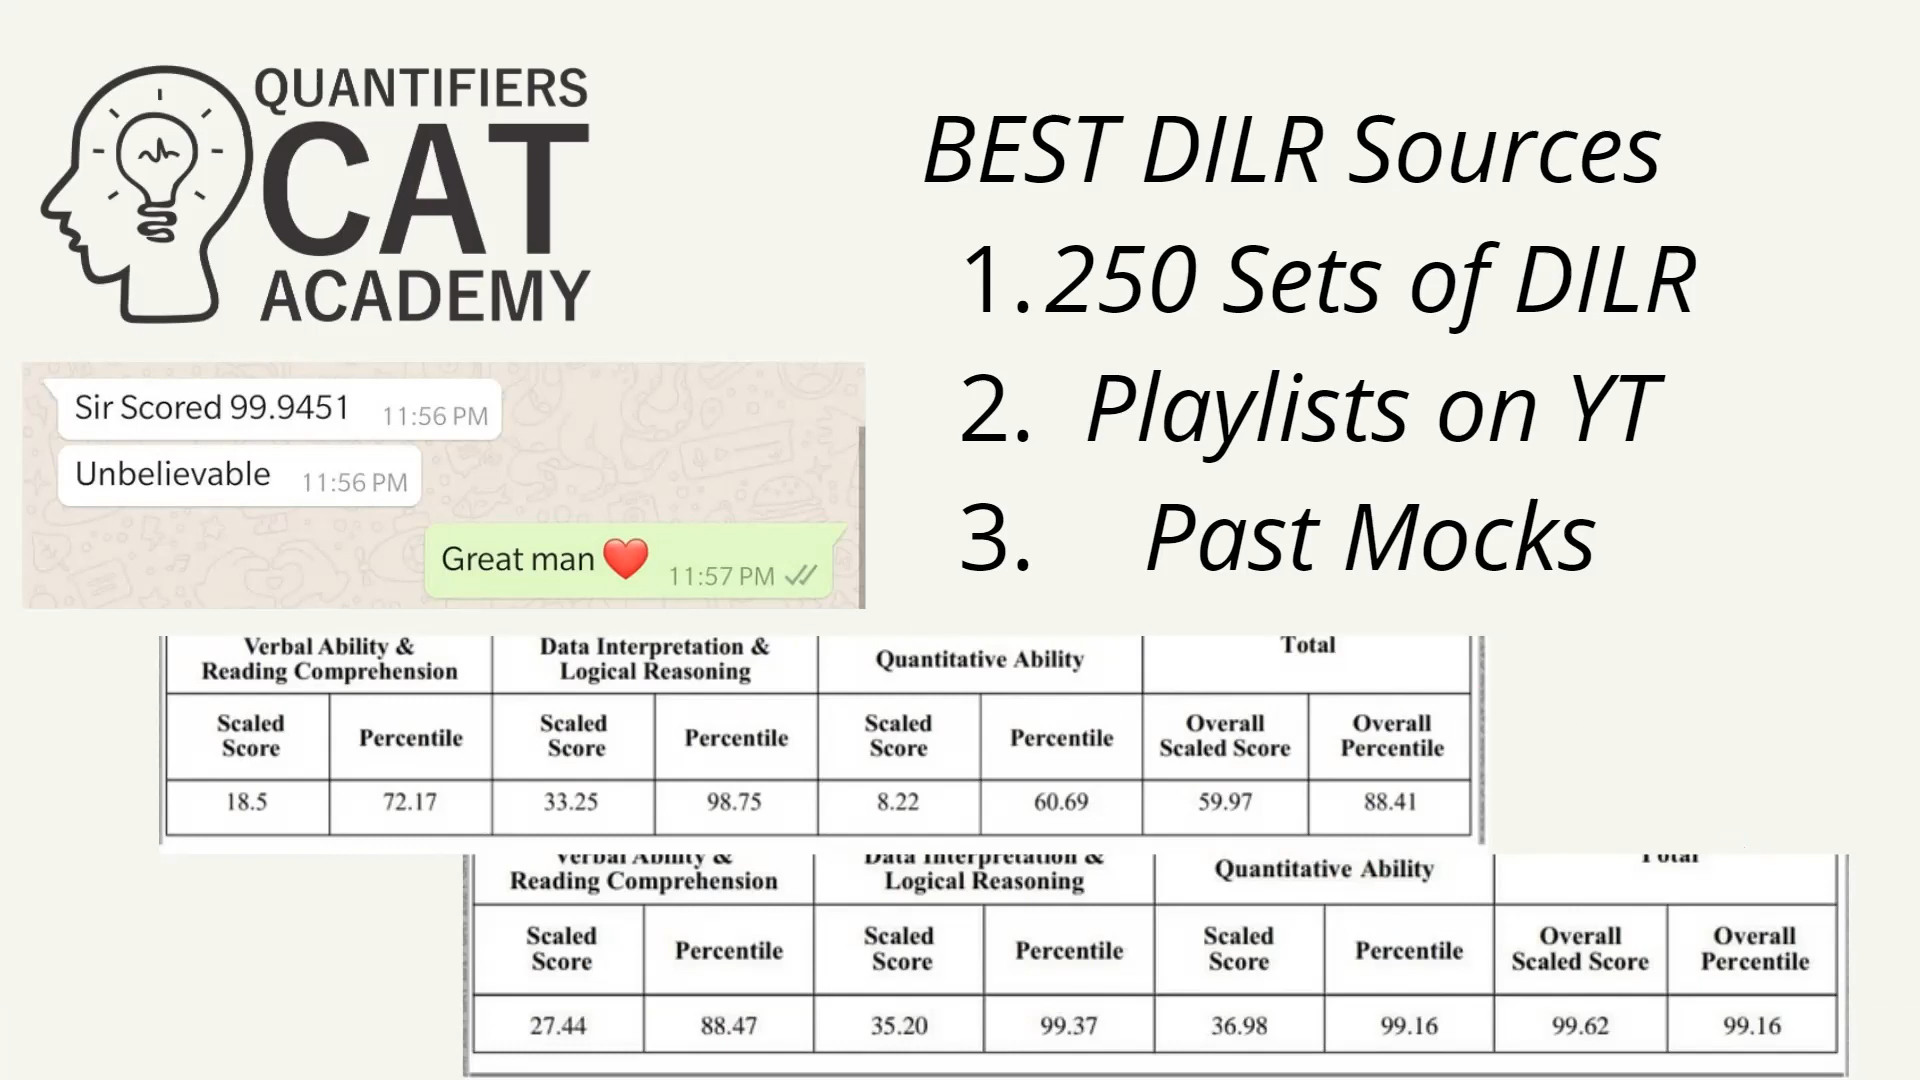 QUANTIFIERS
CAT
ACADEMY
BEST DILR Sources
1. 250 Sets of DILR
2. Playlists on YT
3. Past Mocks
Sir Scored 99.9451 11:56 PM
Unbelievable 11:56 PM
Great man ❤️ 11:57 PM
Verbal Ability & Reading Comprehension Data Interpretation & Logical Reasoning Quantitative Ability Total
Scaled Score Percentile Scaled Score Percentile Scaled Score Percentile Overall Scaled Score Overall Percentile
18.5 72.17 33.25 98.75 8.22 60.69 59.97 88.41
Verbal Ability & Reading Comprehension Data Interpretation & Logical Reasoning Quantitative Ability Total
Scaled Score Percentile Scaled Score Percentile Scaled Score Percentile Overall Scaled Score Overall Percentile
27.44 88.47 35.20 99.37 36.98 99.16 99.62 99.16